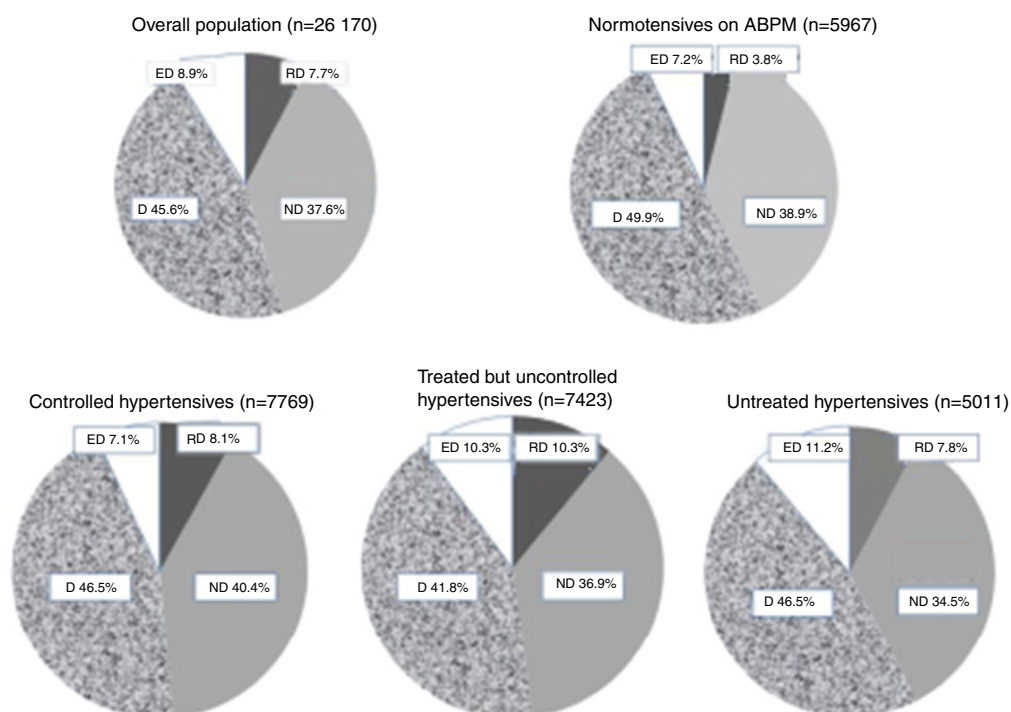 Overall population (n=26 170)
ED 8.9%
RD 7.7%
D 45.6%
ND 37.6%
Normotensives on ABPM (n=5967)
ED 7.2%
RD 3.8%
D 49.9%
ND 38.9%
Controlled hypertensives (n=7769)
ED 7.1%
RD 8.1%
D 46.5%
ND 40.4%
Treated but uncontrolled
hypertensives (n=7423)
ED 10.3%
RD 10.3%
D 41.8%
ND 36.9%
Untreated hypertensives (n=5011)
ED 11.2%
RD 7.8%
D 46.5%
ND 34.5%